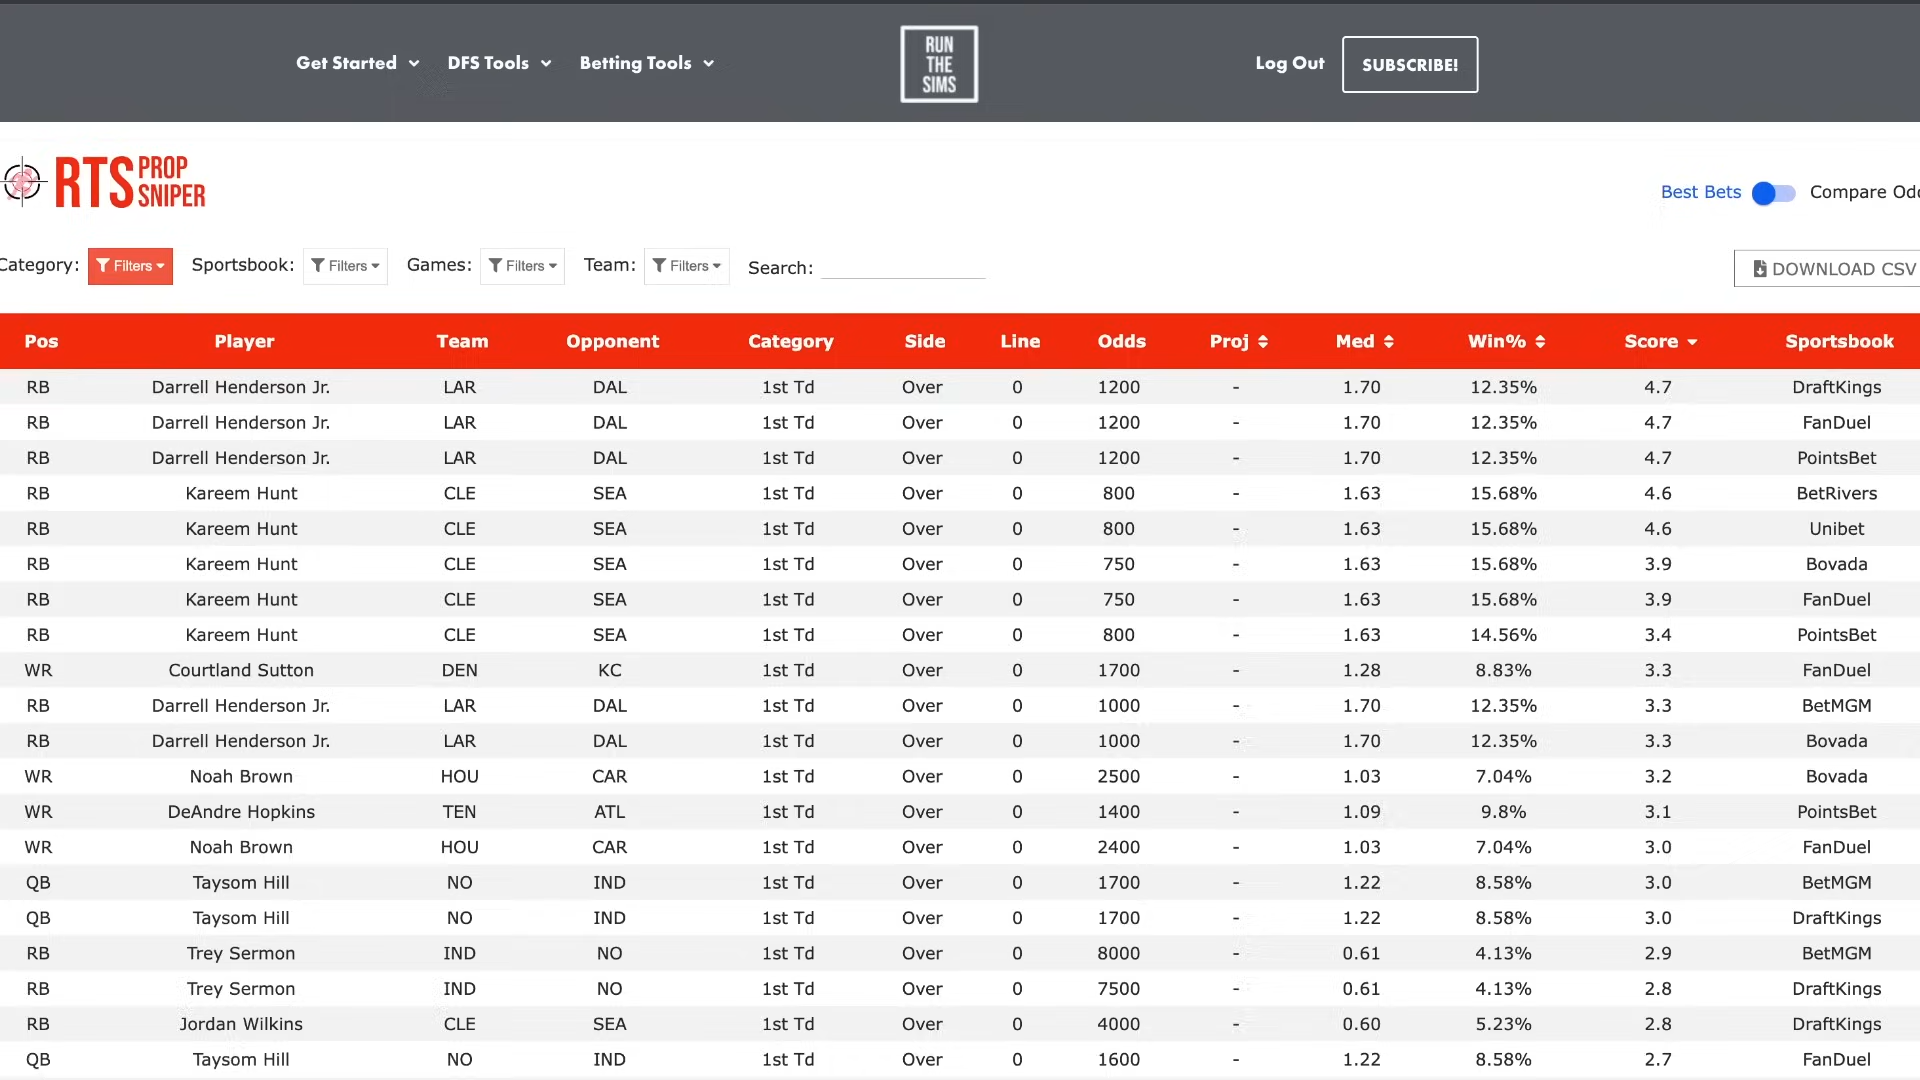 Get Started DFS Tools Betting Tools RUN THE SIMS Log Out SUBSCRIBE!
RTS PROP SNIPER
Best Bets Compare Odd
Category: Filters Sportsbook: Filters Games: Filters Team: Filters Search: DOWNLOAD CSV
Pos Player Team Opponent Category Side Line Odds Proj Med Win% Score Sportsbook
RB Darrell Henderson Jr. LAR DAL 1st Td Over 0 1200 - 1.70 12.35% 4.7 DraftKings
RB Darrell Henderson Jr. LAR DAL 1st Td Over 0 1200 - 1.70 12.35% 4.7 FanDuel
RB Darrell Henderson Jr. LAR DAL 1st Td Over 0 1200 - 1.70 12.35% 4.7 PointsBet
RB Kareem Hunt CLE SEA 1st Td Over 0 800 - 1.63 15.68% 4.6 BetRivers
RB Kareem Hunt CLE SEA 1st Td Over 0 800 - 1.63 15.68% 4.6 Unibet
RB Kareem Hunt CLE SEA 1st Td Over 0 750 - 1.63 15.68% 3.9 Bovada
RB Kareem Hunt CLE SEA 1st Td Over 0 750 - 1.63 15.68% 3.9 FanDuel
RB Kareem Hunt CLE SEA 1st Td Over 0 800 - 1.63 14.56% 3.4 PointsBet
WR Courtland Sutton DEN KC 1st Td Over 0 1700 - 1.28 8.83% 3.3 FanDuel
RB Darrell Henderson Jr. LAR DAL 1st Td Over 0 1000 - 1.70 12.35% 3.3 BetMGM
RB Darrell Henderson Jr. LAR DAL 1st Td Over 0 1000 - 1.70 12.35% 3.3 Bovada
WR Noah Brown HOU CAR 1st Td Over 0 2500 - 1.03 7.04% 3.2 Bovada
WR DeAndre Hopkins TEN ATL 1st Td Over 0 1400 - 1.09 9.8% 3.1 PointsBet
WR Noah Brown HOU CAR 1st Td Over 0 2400 - 1.03 7.04% 3.0 FanDuel
QB Taysom Hill NO IND 1st Td Over 0 1700 - 1.22 8.58% 3.0 BetMGM
QB Taysom Hill NO IND 1st Td Over 0 1700 - 1.22 8.58% 3.0 DraftKings
RB Trey Sermon IND NO 1st Td Over 0 8000 - 0.61 4.13% 2.9 BetMGM
RB Trey Sermon IND NO 1st Td Over 0 7500 - 0.61 4.13% 2.8 DraftKings
RB Jordan Wilkins CLE SEA 1st Td Over 0 4000 - 0.60 5.23% 2.8 DraftKings
QB Taysom Hill NO IND 1st Td Over 0 1600 - 1.22 8.58% 2.7 FanDuel